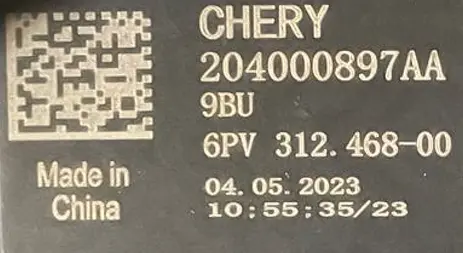 CHERY
204000897AA
9BU
6PV 312.468-00
Made in
China
04.05.2023
10:55:35/23